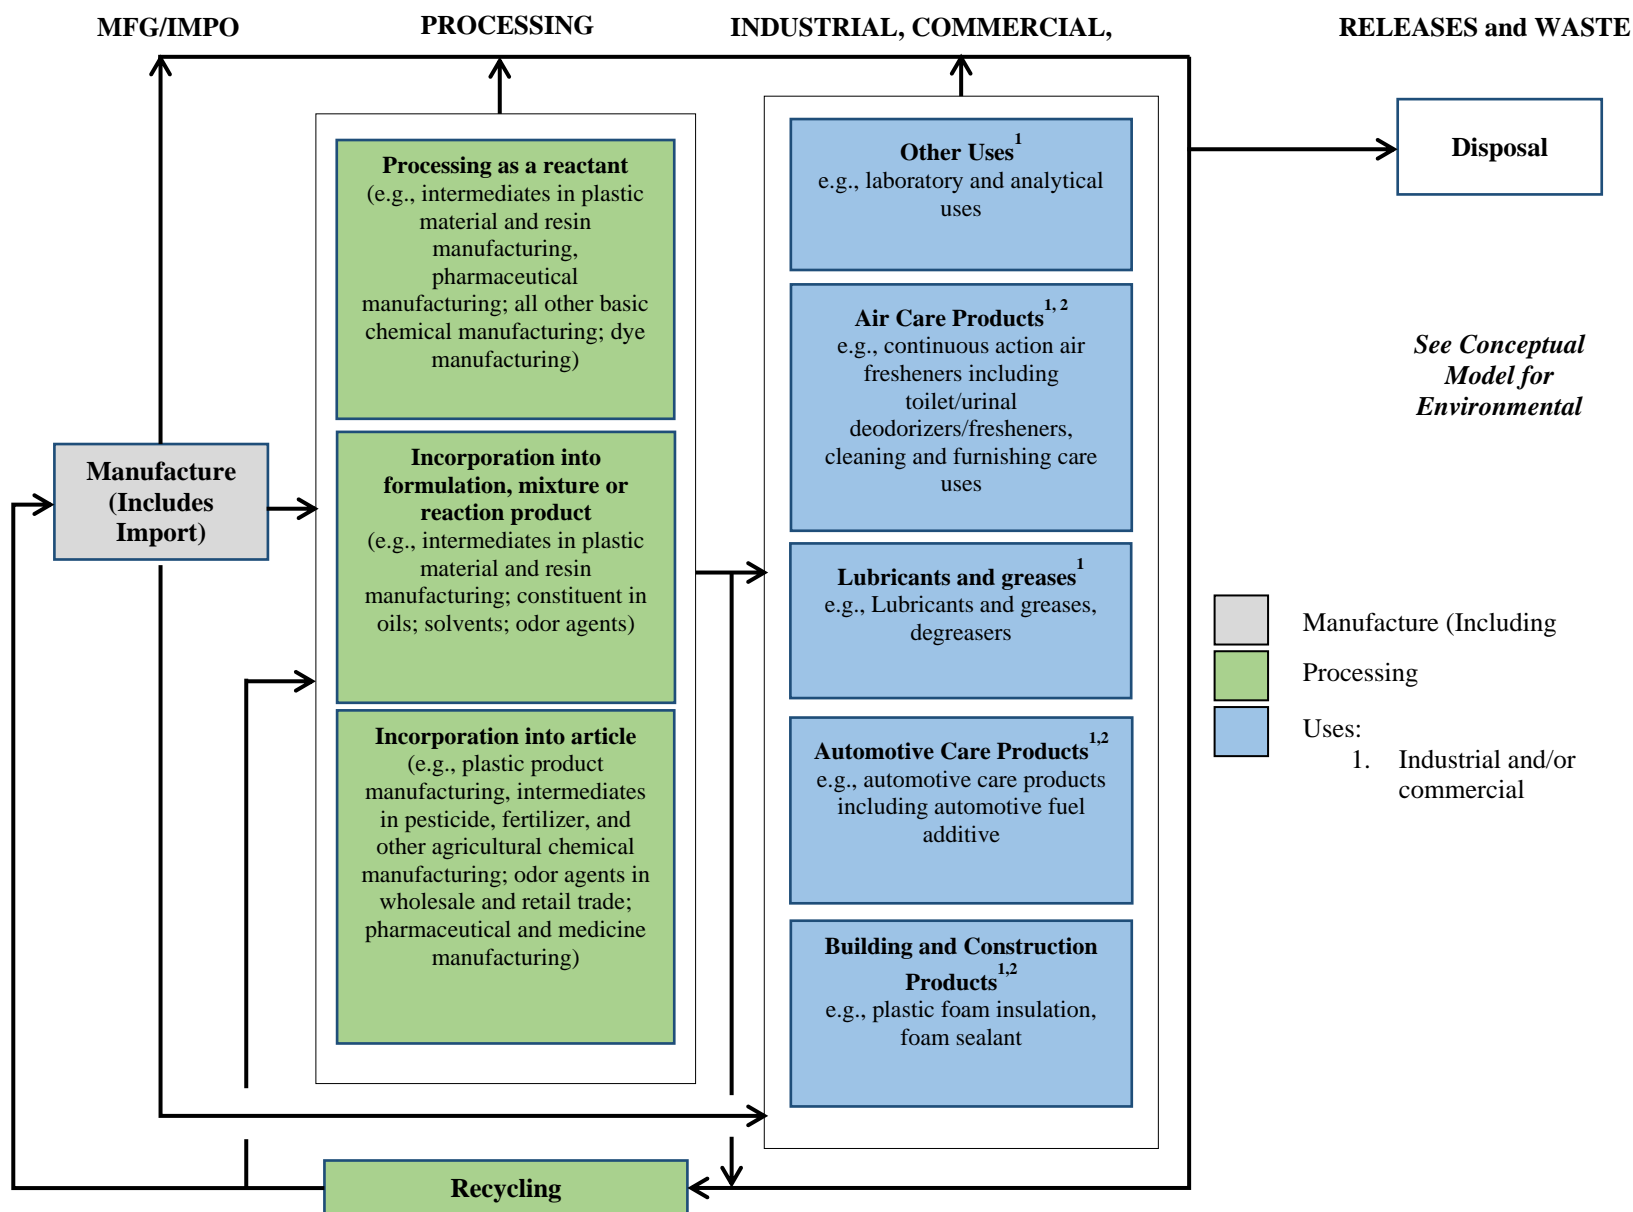 MFG/IMPO
PROCESSING
INDUSTRIAL, COMMERCIAL,
RELEASES and WASTE
Manufacture
(Includes
Import)
Processing as a reactant
(e.g., intermediates in plastic
material and resin
manufacturing,
pharmaceutical
manufacturing; all other basic
chemical manufacturing; dye
manufacturing)
Incorporation into
formulation, mixture or
reaction product
(e.g., intermediates in plastic
material and resin
manufacturing; constituent in
oils; solvents; odor agents)
Incorporation into article
(e.g., plastic product
manufacturing, intermediates
in pesticide, fertilizer, and
other agricultural chemical
manufacturing; odor agents in
wholesale and retail trade;
pharmaceutical and medicine
manufacturing)
Recycling
Other Uses1
e.g., laboratory and analytical
uses
Air Care Products1, 2
e.g., continuous action air
fresheners including
toilet/urinal
deodorizers/fresheners,
cleaning and furnishing care
uses
Lubricants and greases1
e.g., Lubricants and greases,
degreasers
Automotive Care Products1,2
e.g., automotive care products
including automotive fuel
additive
Building and Construction
Products1,2
e.g., plastic foam insulation,
foam sealant
Disposal
See Conceptual
Model for
Environmental
Manufacture (Including
Processing
Uses:
1. Industrial and/or
commercial